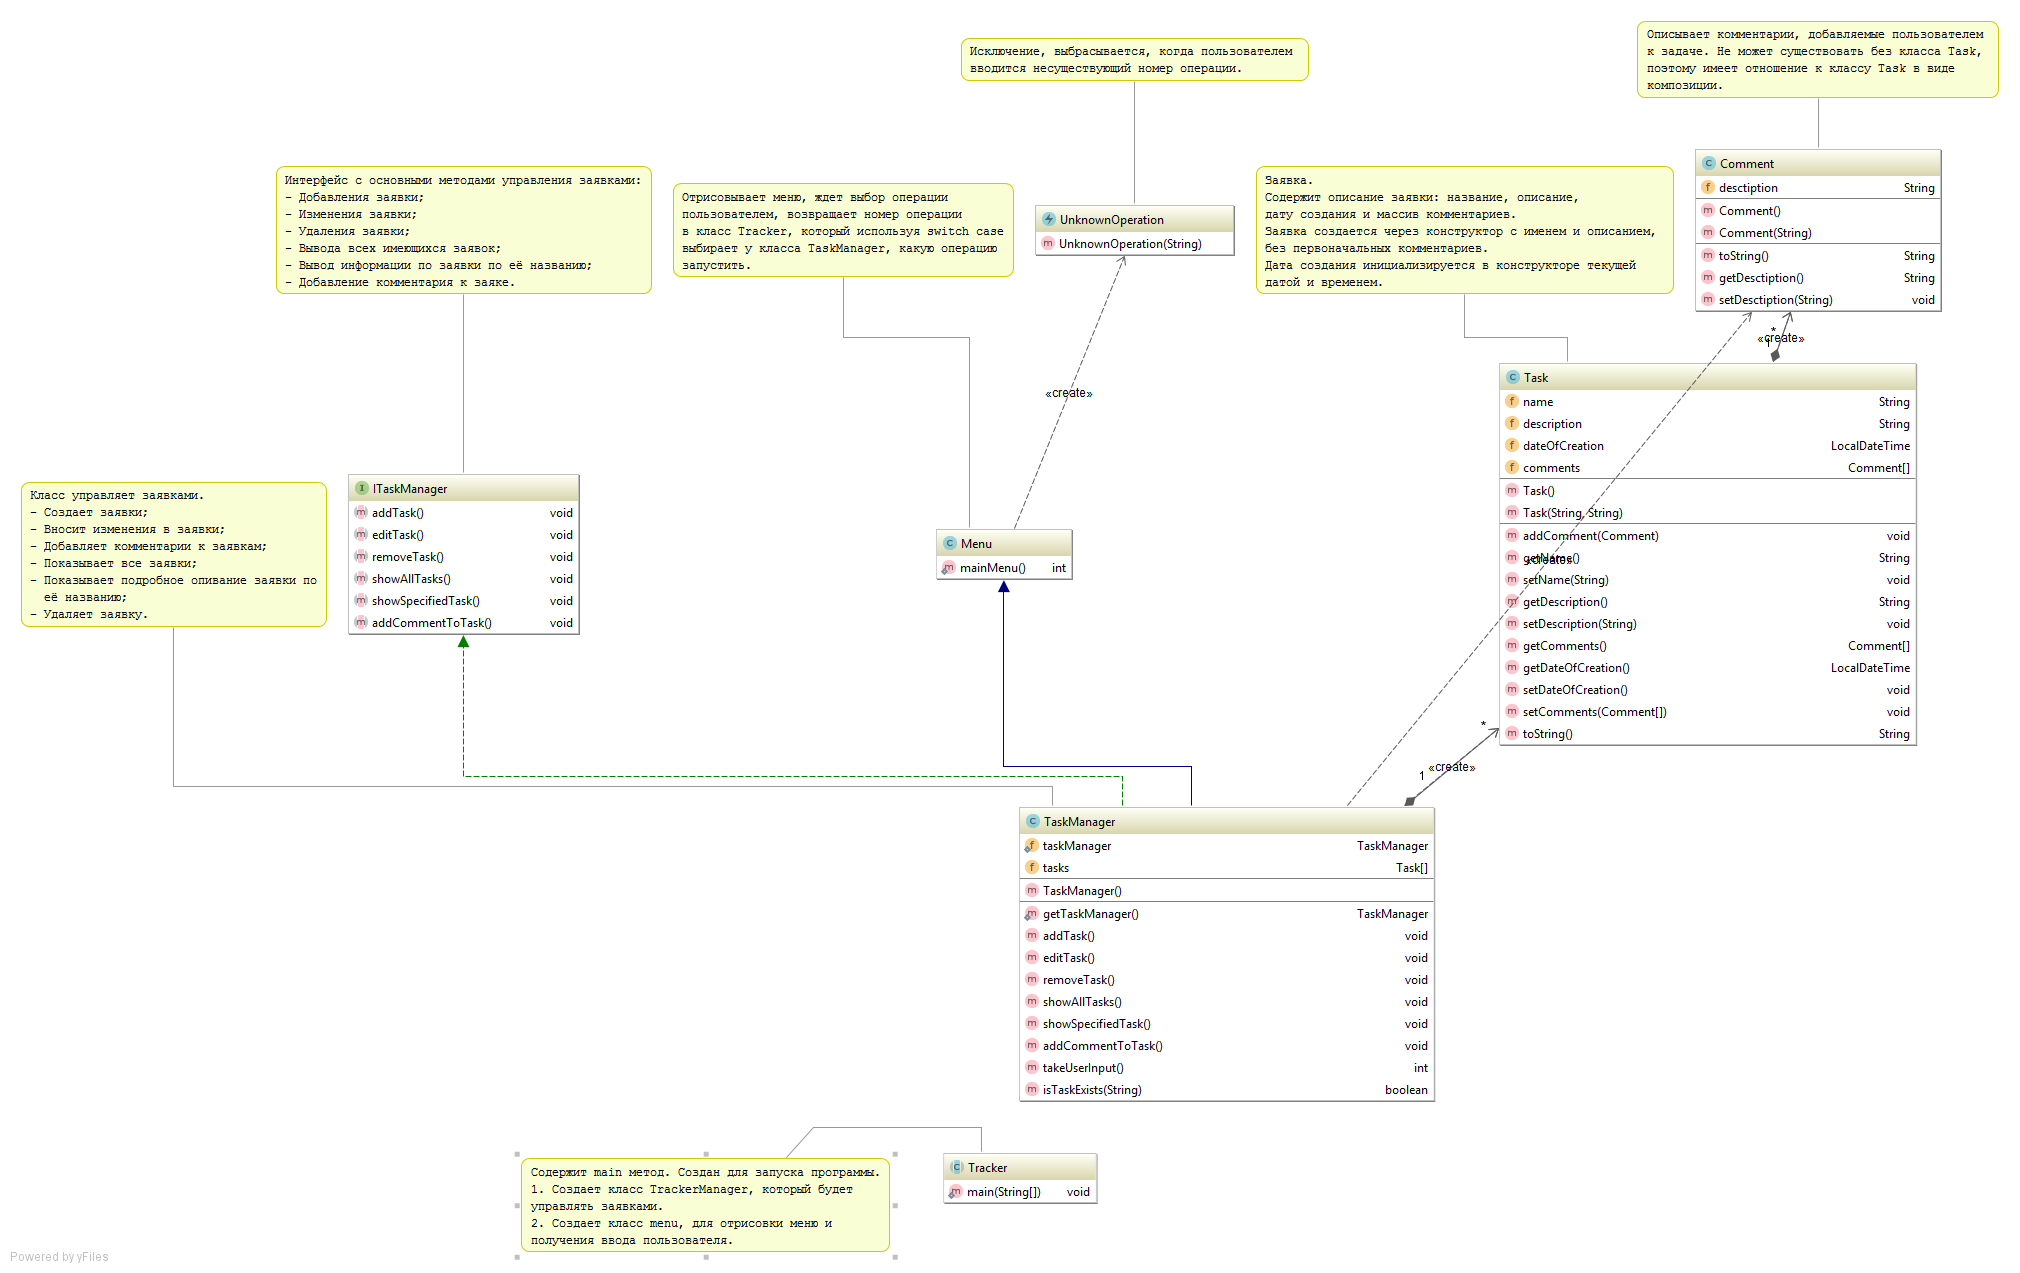 Исключение, выбрасывается, когда пользователем
вводится несуществующий номер операции.
Описывает комментарии, добавляемые пользователем
к задаче. Не может существовать без класса Task,
поэтому имеет отношение к классу Task в виде
композиции.
Интерфейс с основными методами управления заявками:
- Добавления заявки;
- Изменения заявки;
- Удаления заявки;
- Вывода всех имеющихся заявок;
- Вывод информации по заявки по её названию;
- Добавление комментария к заяке.
Отрисовывает меню, ждет выбор операции
пользователем, возвращает номер операции
в класс Tracker, который используя switch case
выбирает у класса TaskManager, какую операцию
запустить.
UnknownOperation
UnknownOperation(String)
Заявка.
Содержит описание заявки: название, описание,
дату создания и массив комментариев.
Заявка создается через конструктор с именем и описанием,
без первоначальных комментариев.
Дата создания инициализируется в конструкторе текущей
датой и временем.
Comment
desctiption String
Comment()
Comment(String)
toString() String
getDesctiption() String
setDesctiption(String) void
*
«create»
1
«create»
Task
name String
description String
dateOfCreation LocalDateTime
comments Comment[]
Task()
Task(String, String)
addComment(Comment) void
getName() String
«create»
setName(String) void
getDescription() String
setDescription(String) void
getComments() Comment[]
getDateOfCreation() LocalDateTime
setDateOfCreation() void
setComments(Comment[]) void
toString() String
Класс управляет заявками.
- Создает заявки;
- Вносит изменения в заявки;
- Добавляет комментарии к заявкам;
- Показывает все заявки;
- Показывает подробное опивание заявки по
её названию;
- Удаляет заявку.
ITaskManager
addTask() void
editTask() void
removeTask() void
showAllTasks() void
showSpecifiedTask() void
addCommentToTask() void
Menu
mainMenu() int
*
«create»
1
TaskManager
taskManager TaskManager
tasks Task[]
TaskManager()
getTaskManager() TaskManager
addTask() void
editTask() void
removeTask() void
showAllTasks() void
showSpecifiedTask() void
addCommentToTask() void
takeUserInput() int
isTaskExists(String) boolean
Содержит main метод. Создан для запуска программы.
1. Создает класс TrackerManager, который будет
управлять заявками.
2. Создает класс menu, для отрисовки меню и
получения ввода пользователя.
Tracker
main(String[]) void
Powered by yFiles